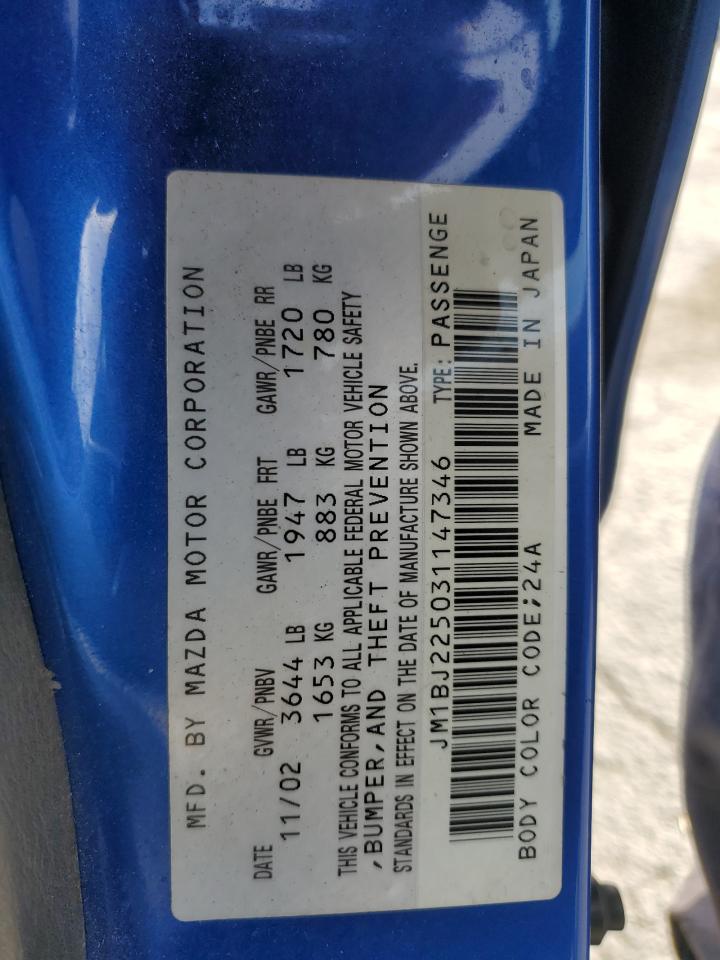 MFD. BY MAZDA MOTOR CORPORATION
DATE GVWR/PNBV GAWR/PNBE FRT GAWR/PNBE RR
11/02 3644 LB 1947 LB 1720 LB
1653 KG 883 KG 780 KG
THIS VEHICLE CONFORMS TO ALL APPLICABLE FEDERAL MOTOR VEHICLE SAFETY
,BUMPER,AND THEFT PREVENTION
STANDARDS IN EFFECT ON THE DATE OF MANUFACTURE SHOWN ABOVE.
JM1BJ225031147346 TYPE: PASSENGE
BODY COLOR CODE;24A MADE IN JAPAN